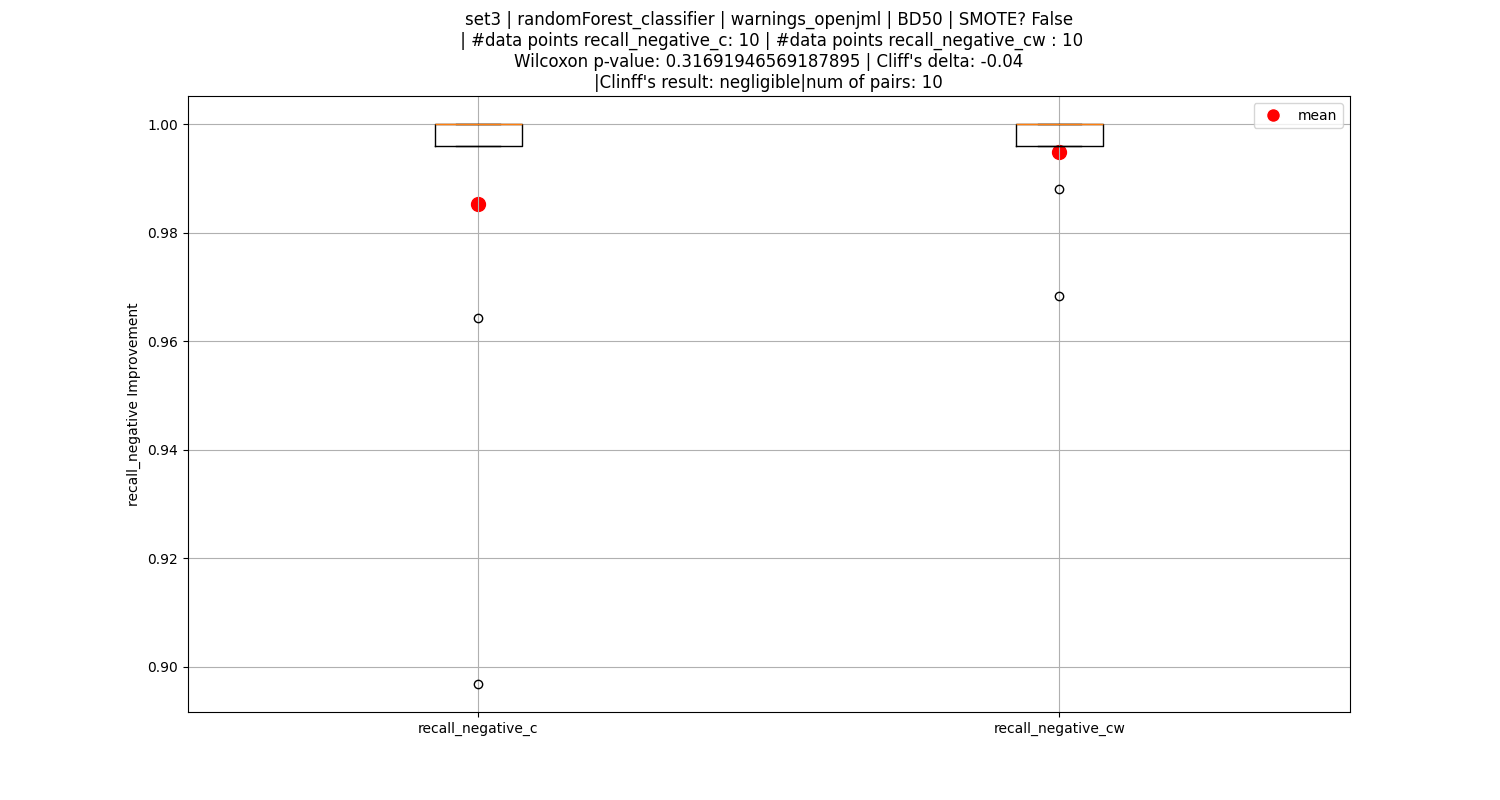 set3 | randomForest_classifier | warnings_openjml | BD50 | SMOTE? False
| #data points recall_negative_c: 10 | #data points recall_negative_cw : 10
Wilcoxon p-value: 0.31691946569187895 | Cliff's delta: -0.04
|Clinff's result: negligible|num of pairs: 10
mean
1.00
0.98
0.96
0.94
0.92
0.90
recall_negative Improvement
recall_negative_c
recall_negative_cw